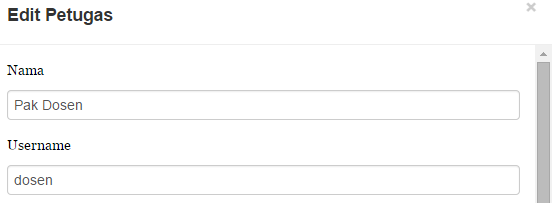 Edit Petugas
Nama
Pak Dosen
Username
dosen